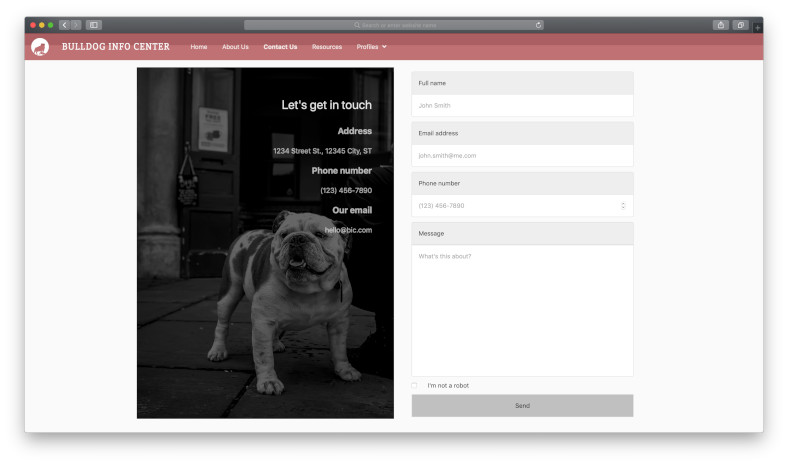 Search or enter website name
BULLDOG INFO CENTER
Home
About Us
Contact Us
Resources
Profiles
Let's get in touch
Address
1234 Street St., 12345 City, ST
Phone number
(123) 456-7890
Our email
hello@bic.com
Full name
John Smith
Email address
john.smith@me.com
Phone number
(123) 456-7890
Message
What's this about?
I'm not a robot
Send